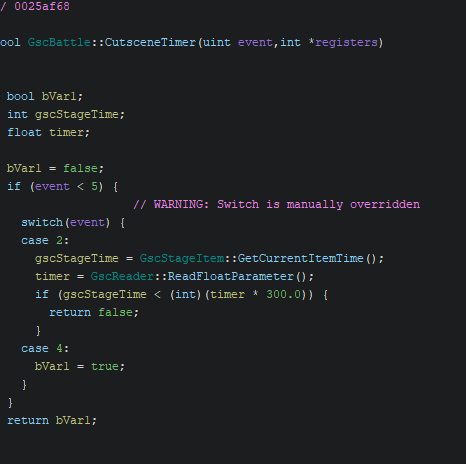 / 0025af68
ool GscBattle::CutsceneTimer(uint event,int *registers)
bool bVar1;
int gscStageTime;
float timer;
bVar1 = false;
if (event < 5) {
// WARNING: Switch is manually overridden
switch(event) {
case 2:
gscStageTime = GscStageItem::GetCurrentItemTime();
timer = GscReader::ReadFloatParameter();
if (gscStageTime < (int)(timer * 300.0)) {
return false;
}
case 4:
bVar1 = true;
}
}
return bVar1;